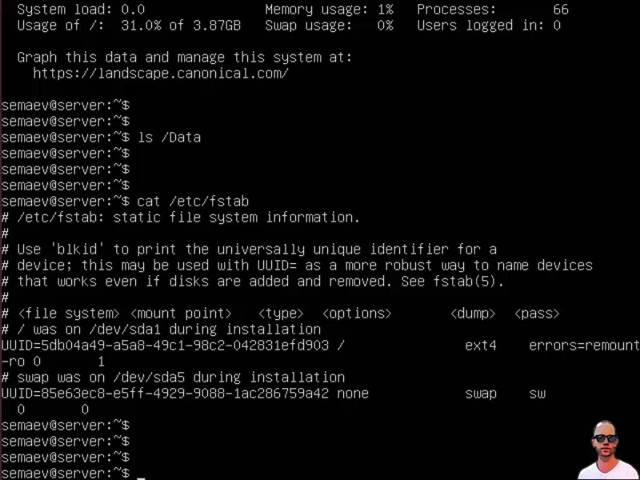 System load: 0.0 Memory usage: 1% Processes: 66
Usage of /: 31.0% of 3.87GB Swap usage: 0% Users logged in: 0
Graph this data and manage this system at:
https://landscape.canonical.com/
semaev@server:~$
semaev@server:~$
semaev@server:~$ ls /Data
semaev@server:~$
semaev@server:~$
semaev@server:~$
semaev@server:~$ cat /etc/fstab
# /etc/fstab: static file system information.
#
# Use 'blkid' to print the universally unique identifier for a
# device; this may be used with UUID= as a more robust way to name devices
# that works even if disks are added and removed. See fstab(5).
#
# <file system> <mount point> <type> <options> <dump> <pass>
# / was on /dev/sda1 during installation
UUID=5db04a49-a5a8-49c1-98c2-042831efd903 / ext4 errors=remount
-ro 0 1
# swap was on /dev/sda5 during installation
UUID=85e63ec8-e5ff-4929-9088-1ac286759a42 none swap sw
0 0
semaev@server:~$
semaev@server:~$
semaev@server:~$
semaev@server:~$ _